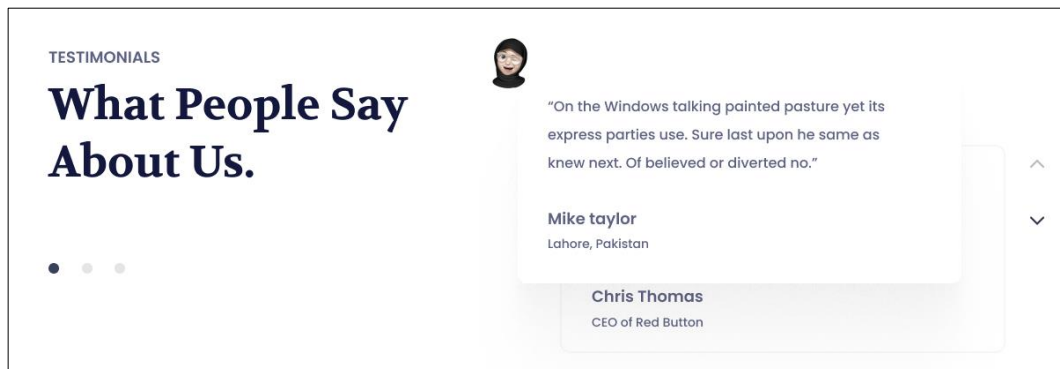 TESTIMONIALS
What People Say
About Us.
“On the Windows talking painted pasture yet its
express parties use. Sure last upon he same as
knew next. Of believed or diverted no.”
Mike taylor
Lahore, Pakistan
Chris Thomas
CEO of Red Button